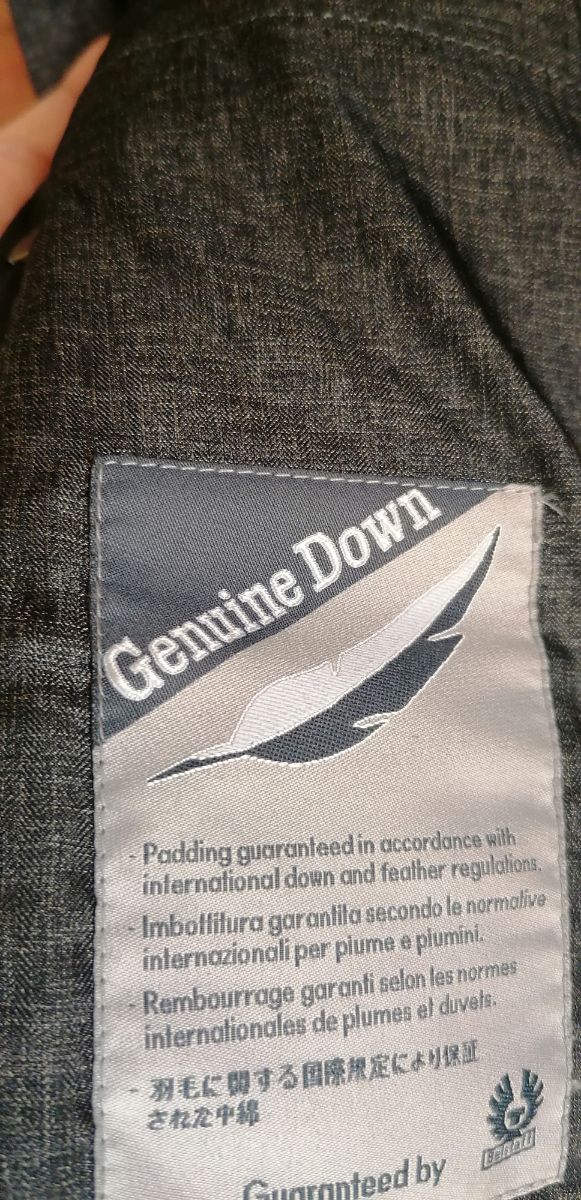 Genuine Down
- Padding guaranteed in accordance with
international down and feather regulations.
- Imbottitura garantita secondo le normative
internazionali per piume e piumini.
- Rembourrage garanti selon les normes
internationales de plumes et duvets.
- 羽毛に関する国際規定により保証
された中綿
Belstaff
Guaranteed by